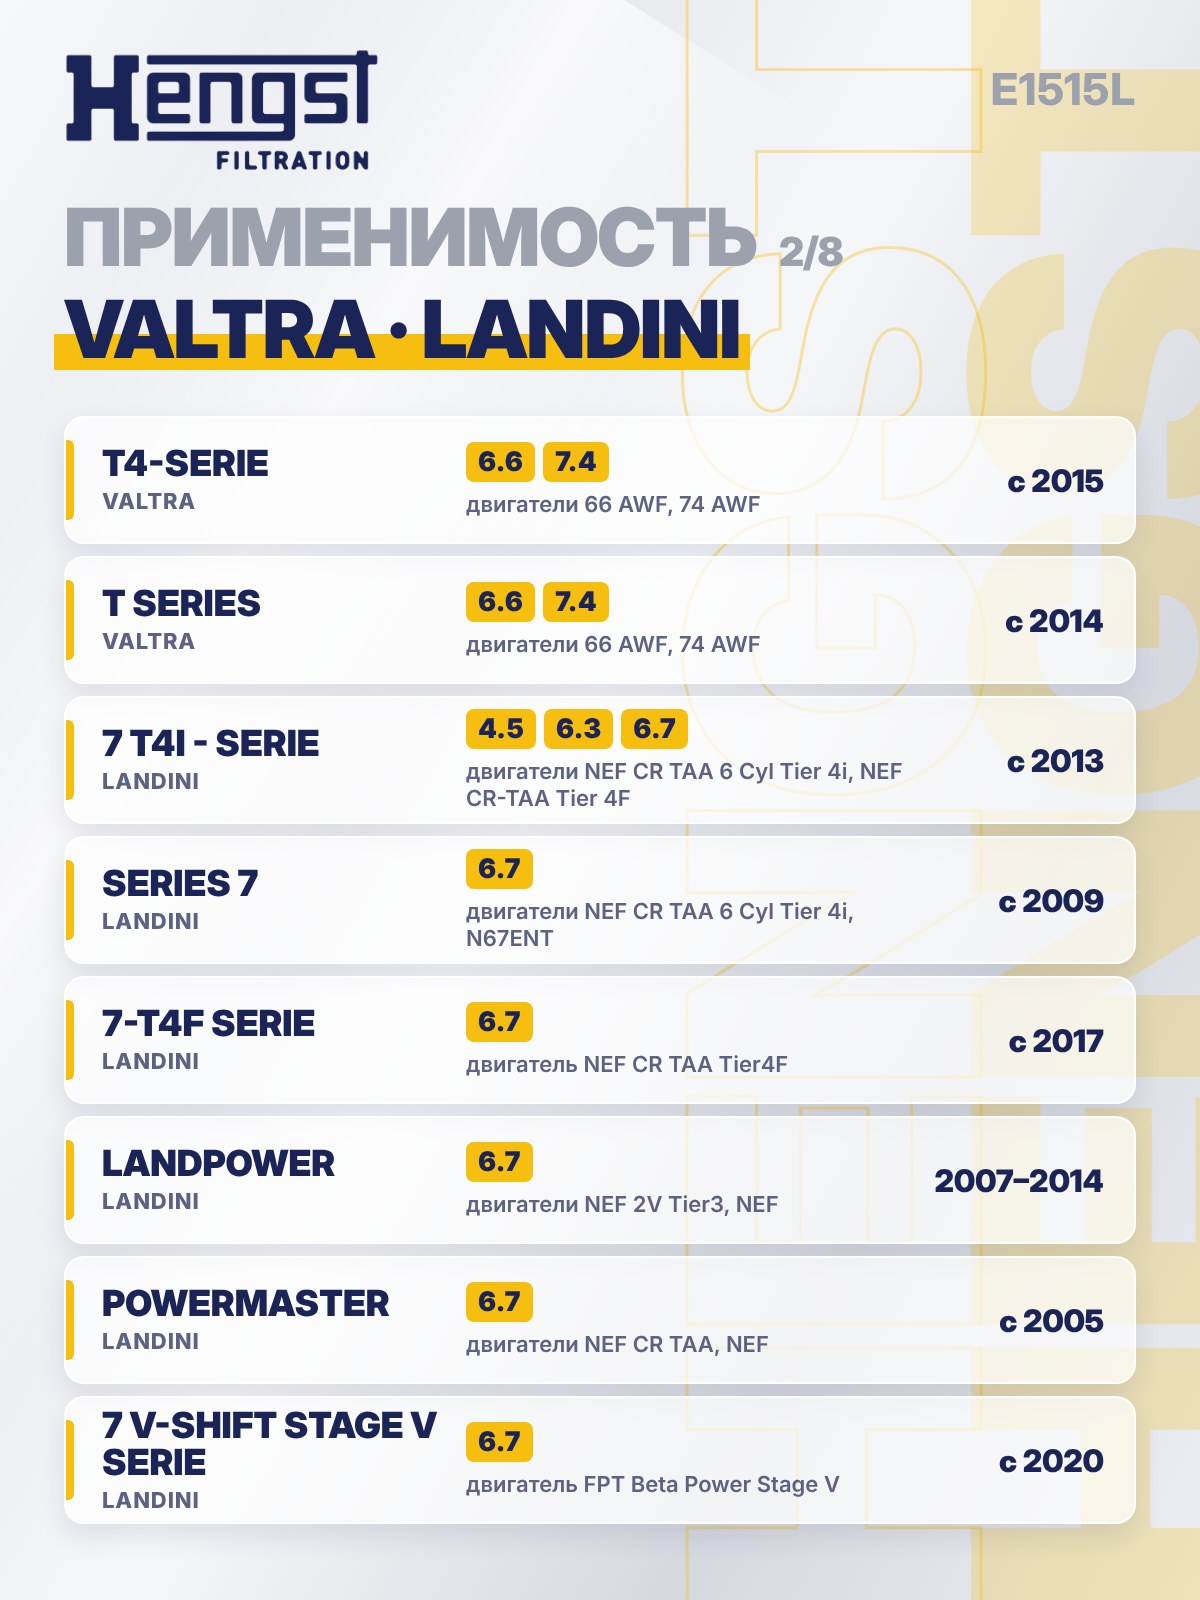 Hengst
FILTRATION
E1515L
ПРИМЕНИМОСТЬ 2/8
VALTRA · LANDINI
T4-SERIE
VALTRA
6.6 7.4
двигатели 66 AWF, 74 AWF
с 2015
T SERIES
VALTRA
6.6 7.4
двигатели 66 AWF, 74 AWF
с 2014
7 T4I - SERIE
LANDINI
4.5 6.3 6.7
двигатели NEF CR TAA 6 Cyl Tier 4i, NEF
CR-TAA Tier 4F
с 2013
SERIES 7
LANDINI
6.7
двигатели NEF CR TAA 6 Cyl Tier 4i,
N67ENT
с 2009
7-T4F SERIE
LANDINI
6.7
двигатель NEF CR TAA Tier4F
с 2017
LANDPOWER
LANDINI
6.7
двигатели NEF 2V Tier3, NEF
2007–2014
POWERMASTER
LANDINI
6.7
двигатели NEF CR TAA, NEF
с 2005
7 V-SHIFT STAGE V
SERIE
LANDINI
6.7
двигатель FPT Beta Power Stage V
с 2020
HENGST
HENGST